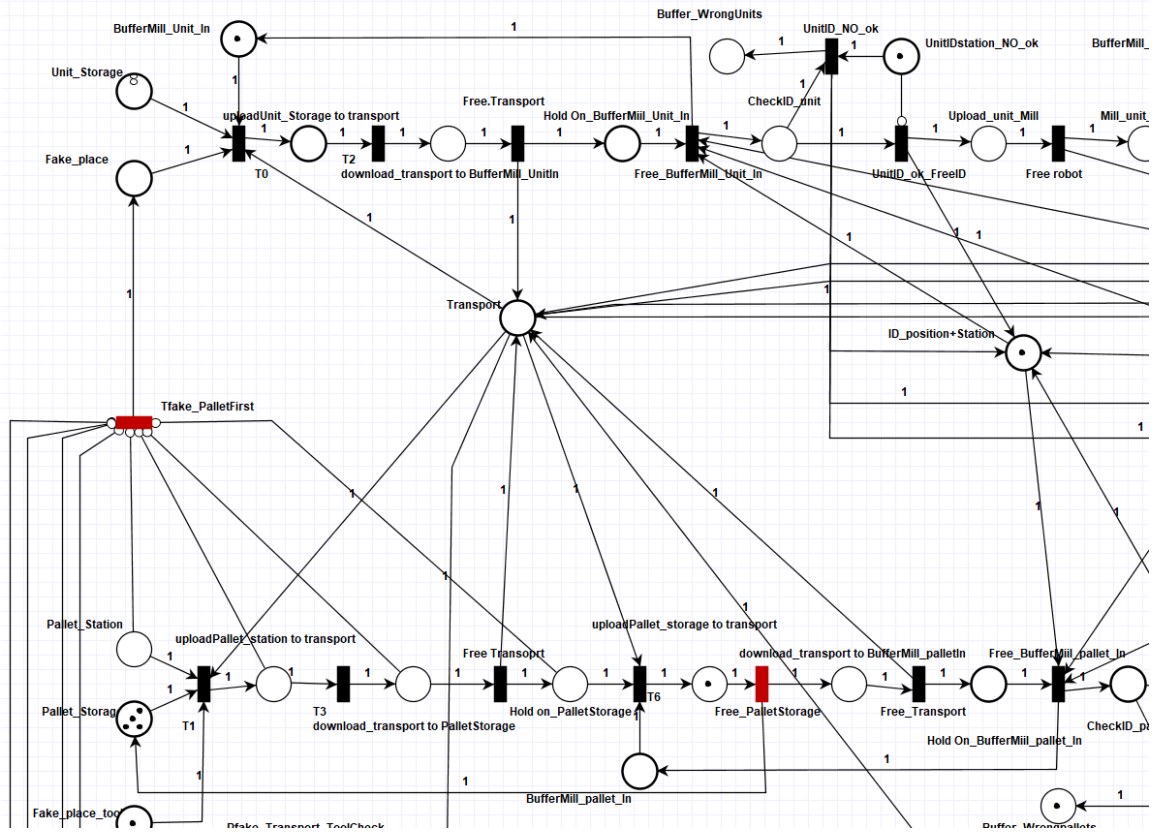 Buffer_WrongUnits
BufferMill_Unit_In
UnitID_NO_ok
UnitIDstation_NO_ok
BufferMill_
1
1
1
Unit_Storage
1
1
CheckID_unit
1
Free.Transport
uploadUnit_Storage to transport
Hold On_BufferMiil_Unit_In
Upload_unit_Mill
Mill_unit_
1
1
1
1
1
1
1
1
1
Fake_place
1
T2
T0
download_transport to BufferMill_UnitIn
Free_BufferMill_Unit_In
UnitID_ok_FreeID
Free robot
1
1
1
1
1
1
1
Transport
ID_position+Station
1
Tfake_PalletFirst
1
1
1
1
1
1
1
1
1
Pallet_Station
uploadPallet_station to transport
uploadPallet_storage to transport
1
Free Transoprt
download_transport to BufferMill_palletIn
Free_BufferMill_pallet_In
1
1
1
1
1
1
1
1
1
1
1
1
Pallet_Storag
T1
T3
T6
Hold on_PalletStorage
Free_PalletStorage
Free_Transport
1
download_transport to PalletStorage
CheckID_pa
Hold On_BufferMiil_pallet_In
1
1
1
BufferMill_pallet_In
1
Fake_place_tool
Pfake_Transport_ToolCheck
Buffer_Wrongpallets